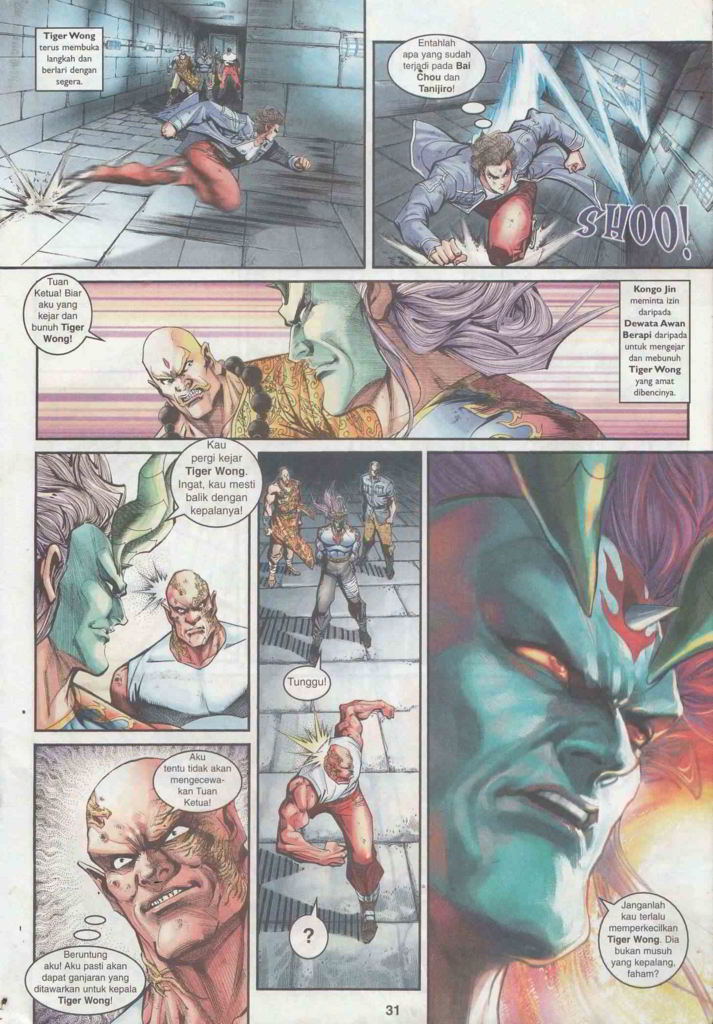 Tiger Wong
terus membuka
langkah dan
berlari dengan
segera.
Entahlah
apa yang sudah
terjadi pada Bai
Chou dan
Tanijiro!
SHOO!
Tuan
Ketua! Biar
aku yang
kejar dan
bunuh Tiger
Wong!
Kongo Jin
meminta izin
daripada
Dewata Awan
Berapi daripada
untuk mengejar
dan mebunuh
Tiger Wong
yang amat
dibencinya.
Kau
pergi kejar
Tiger Wong.
Ingat, kau mesti
balik dengan
kepalanya!
Aku
tentu tidak akan
mengecewa-
kan Tuan
Ketua!
Beruntung
aku! Aku pasti akan
dapat ganjaran yang
ditawarkan untuk kepala
Tiger Wong!
Tunggu!
?
Janganlah
kau terlalu
memperkecilkan
Tiger Wong. Dia
bukan musuh
yang kepalang,
faham?
31